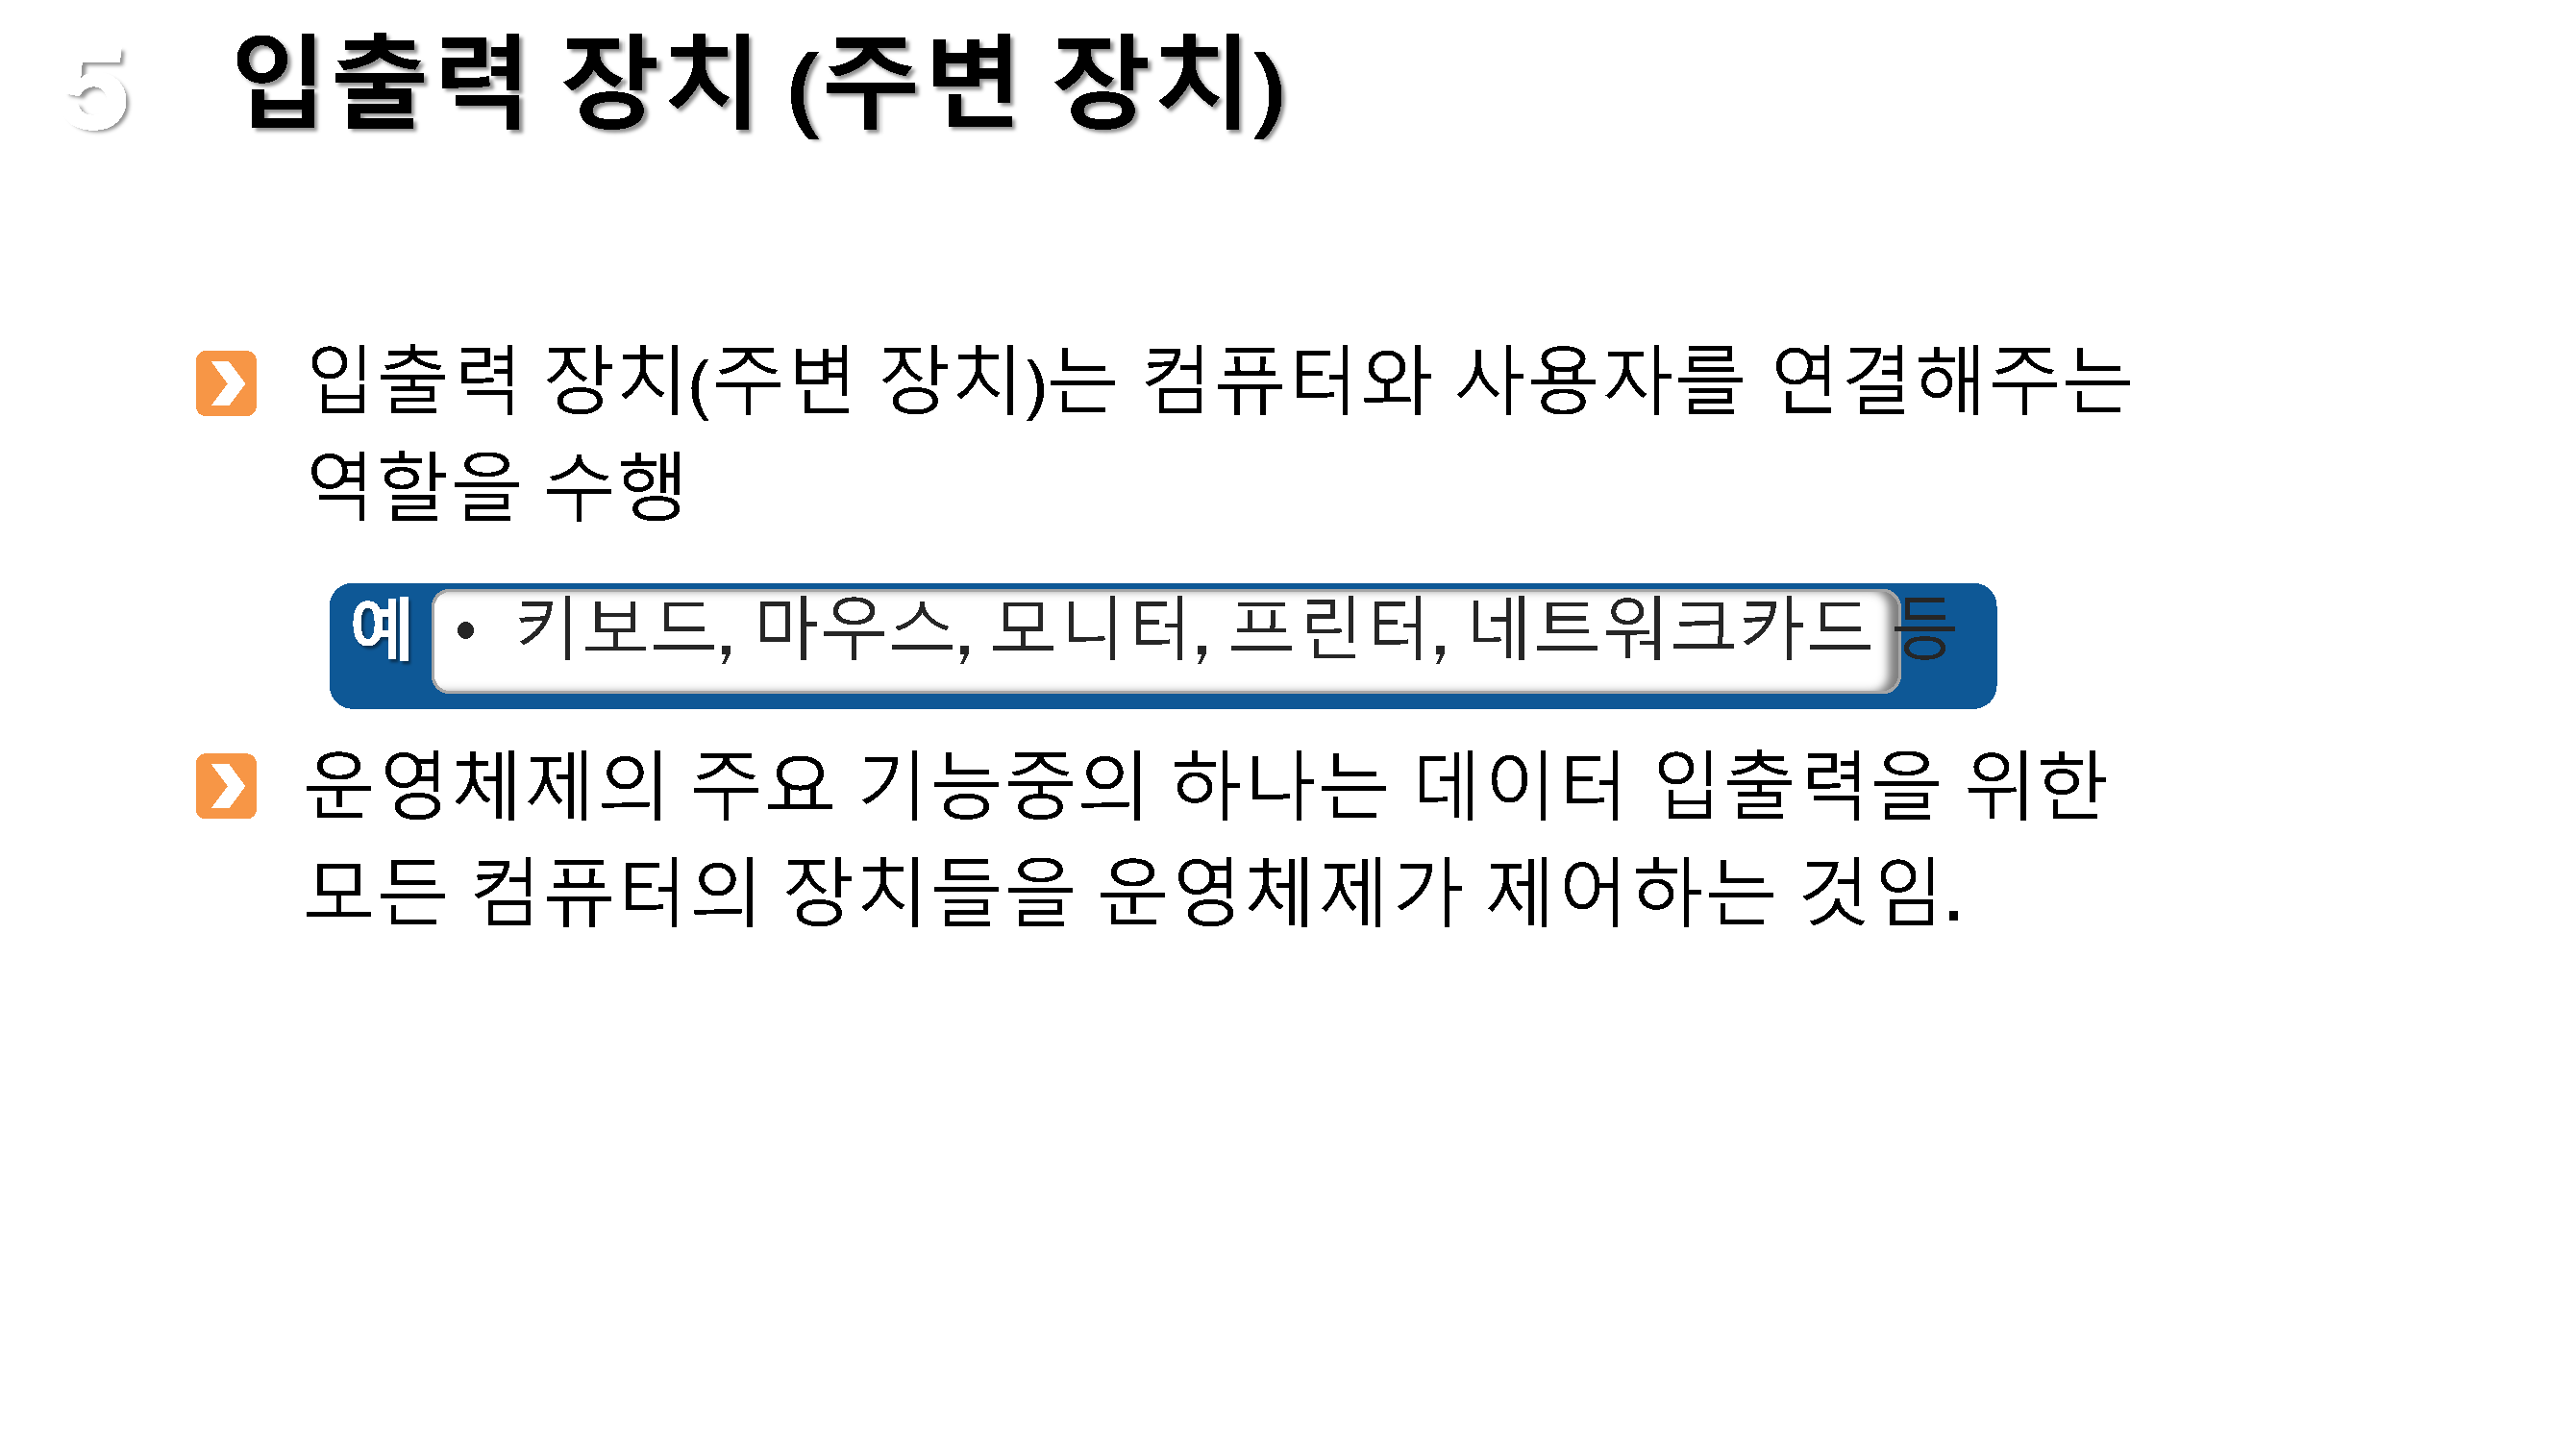 5 입출력 장치 (주변 장치)
입출력 장치(주변 장치)는 컴퓨터와 사용자를 연결해주는
역할을 수행
예 • 키보드, 마우스, 모니터, 프린터, 네트워크카드 등
운영체제의 주요 기능중의 하나는 데이터 입출력을 위한
모든 컴퓨터의 장치들을 운영체제가 제어하는 것임.